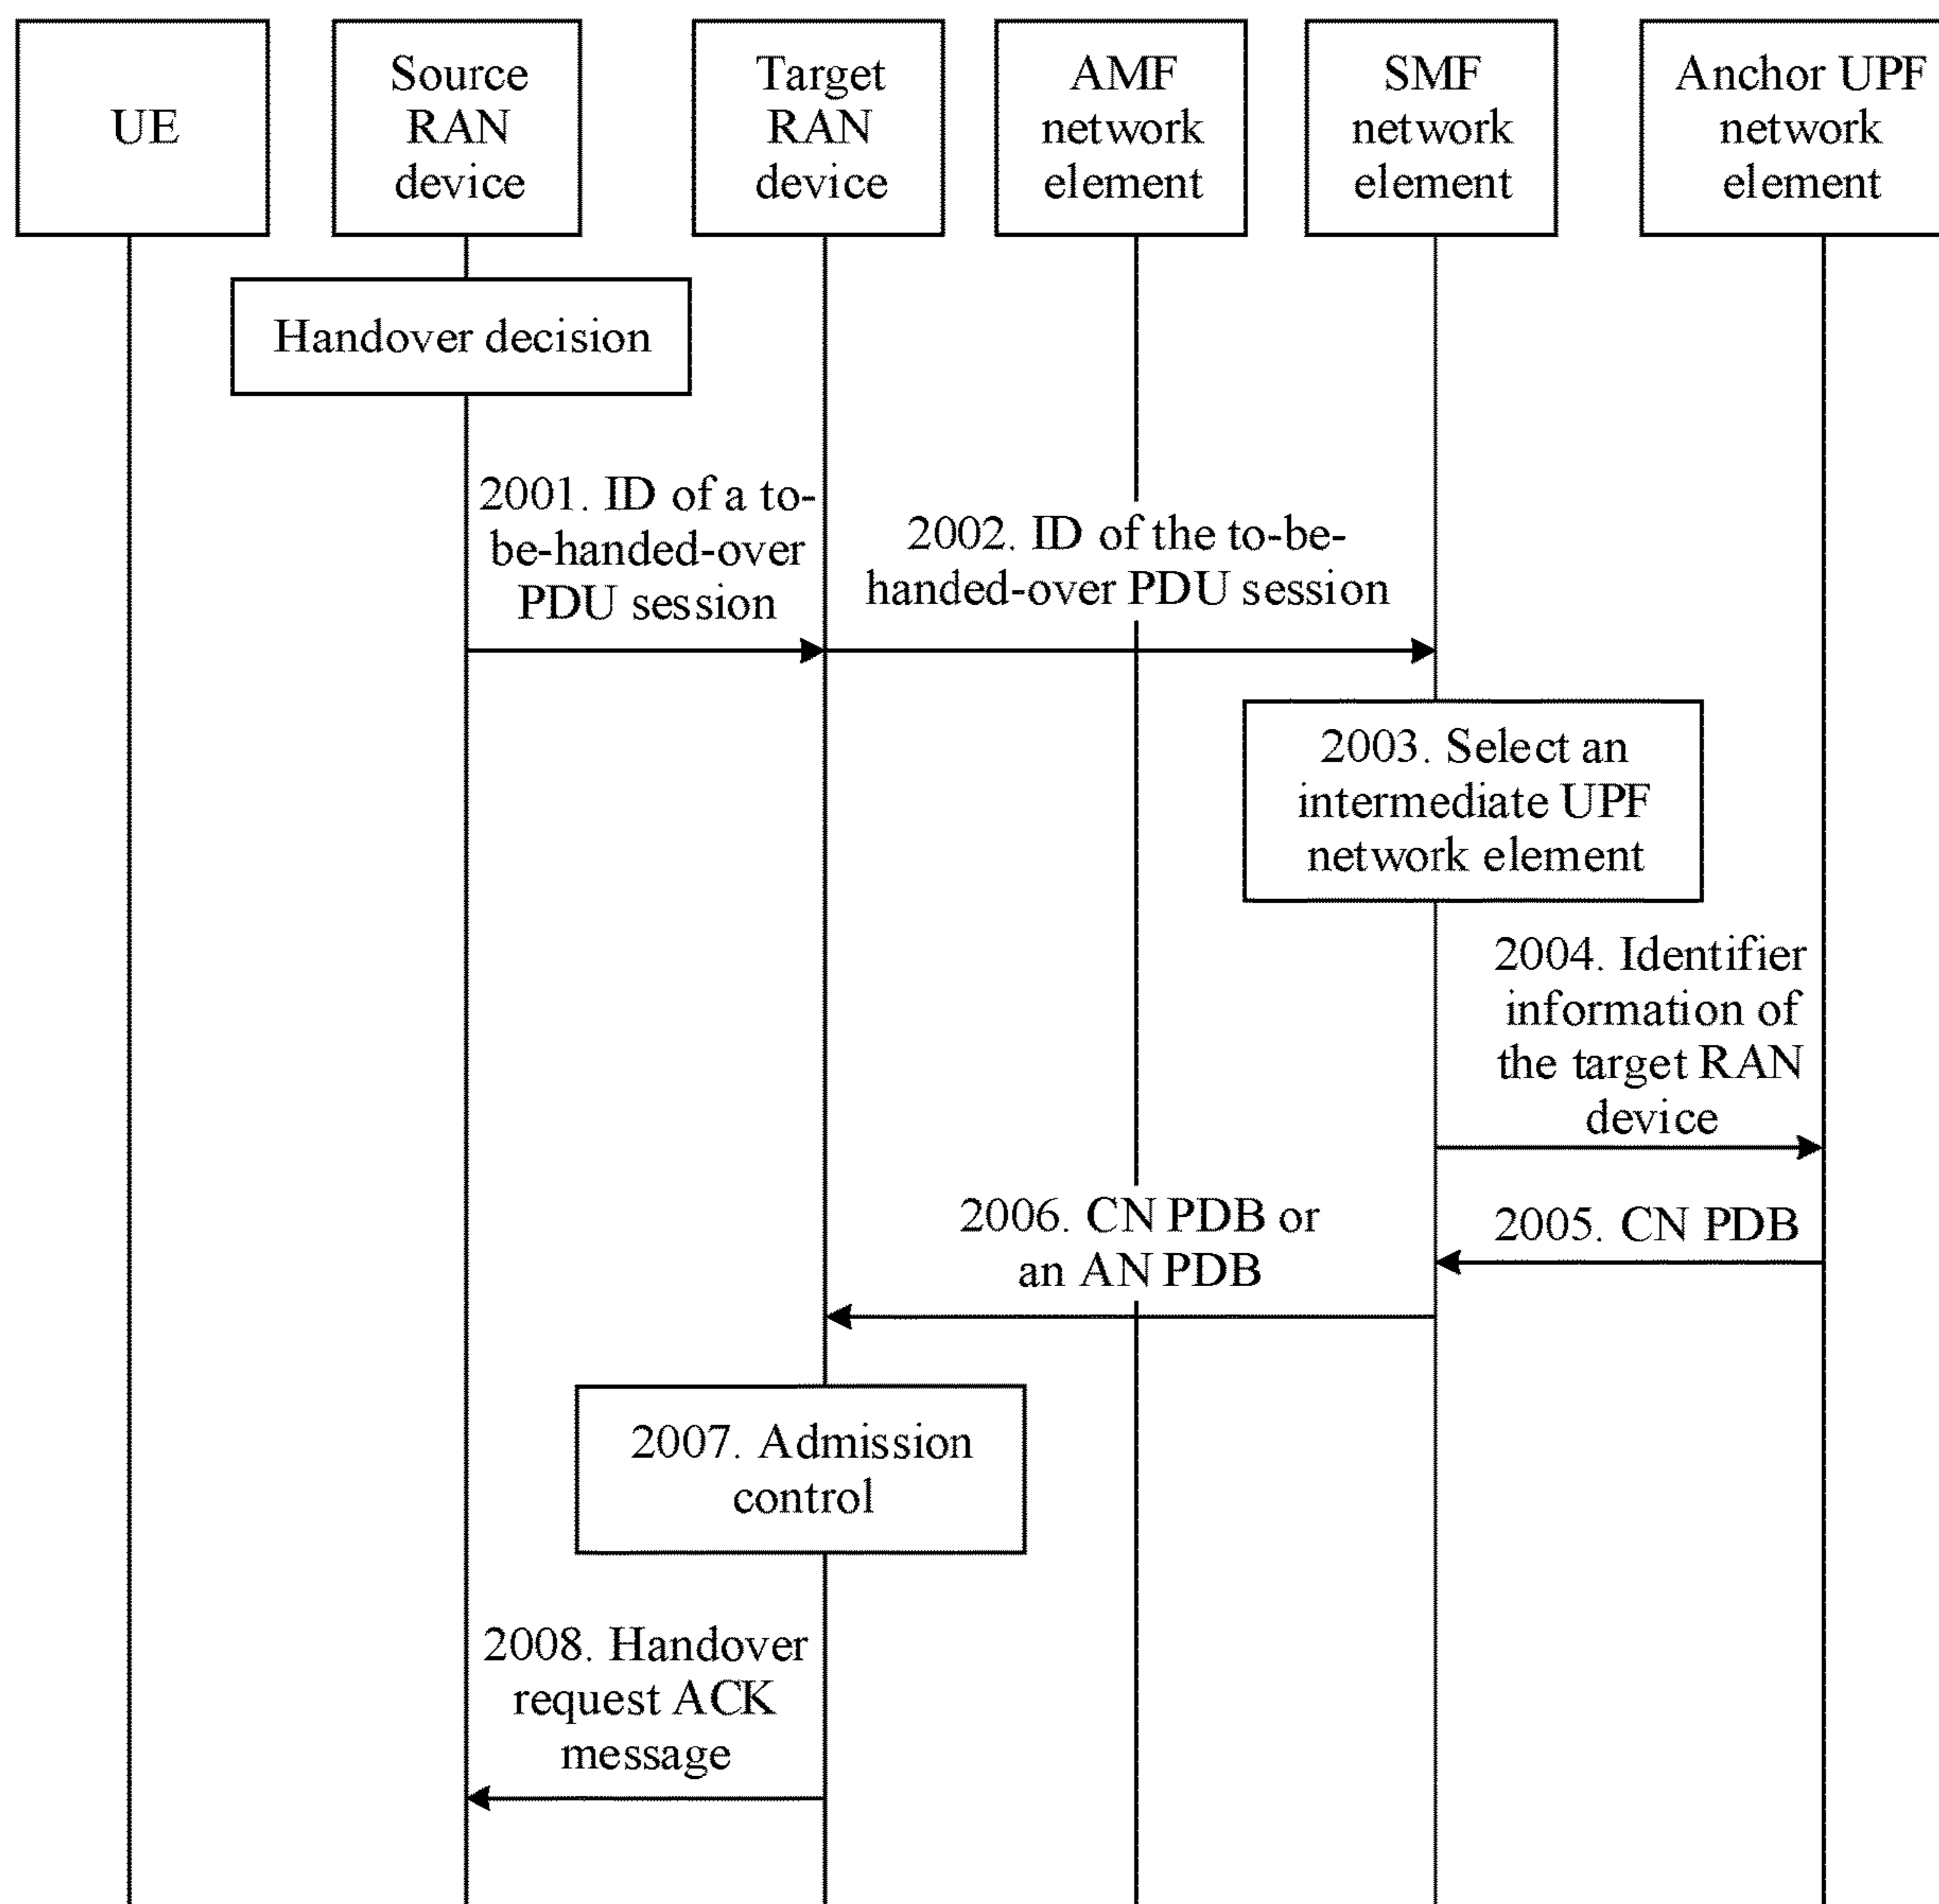 UE
Source
RAN
device
Target
RAN
device
AMF
network
element
SMF
network
element
Anchor UPF
network
element
Handover decision
2001. ID of a to-
be-handed-over
PDU session
2002. ID of the to-be-
handed-over PDU session
2003. Select an
intermediate UPF
network element
2004. Identifier
information of
the target RAN
device
2005. CN PDB
2006. CN PDB or
an AN PDB
2007. Admission
control
2008. Handover
request ACK
message